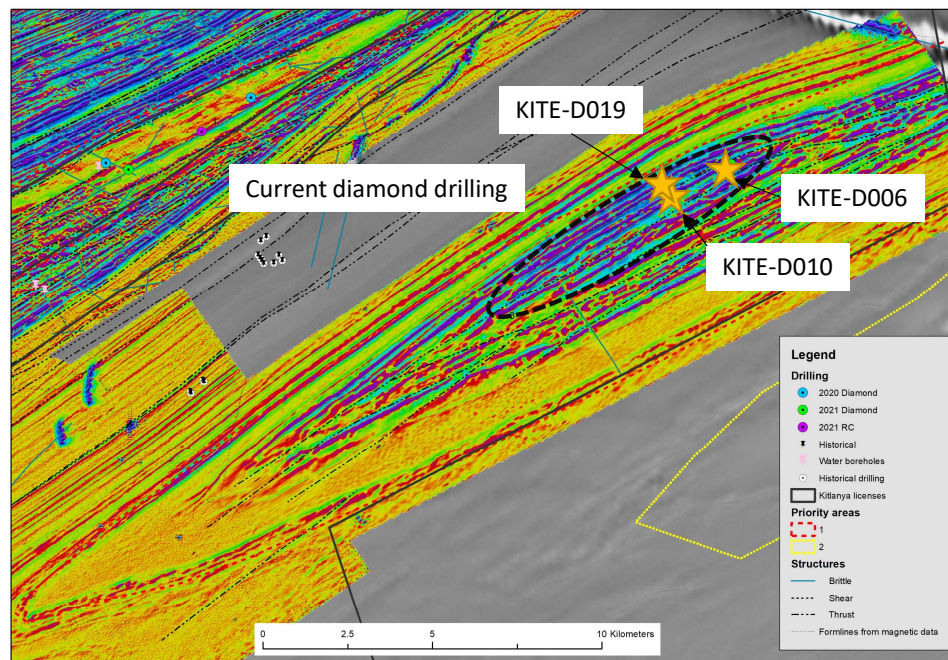 KITE-D019
Current diamond drilling
KITE-D006
KITE-D010
Legend
Drilling
2020 Diamond
2021 Diamond
2021 RC
Historical
Water boreholes
Historical drilling
Kitlanya licenses
Priority areas
1
2
Structures
Brittle
Shear
Thrust
Formlines from magnetic data
0 2.5 5 10 Kilometers